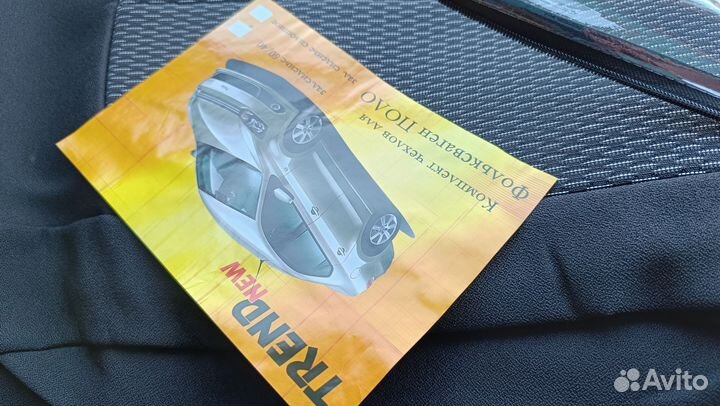 TREND
NEW
Комплект чехлов для
Фольксваген ПОЛО
Avito